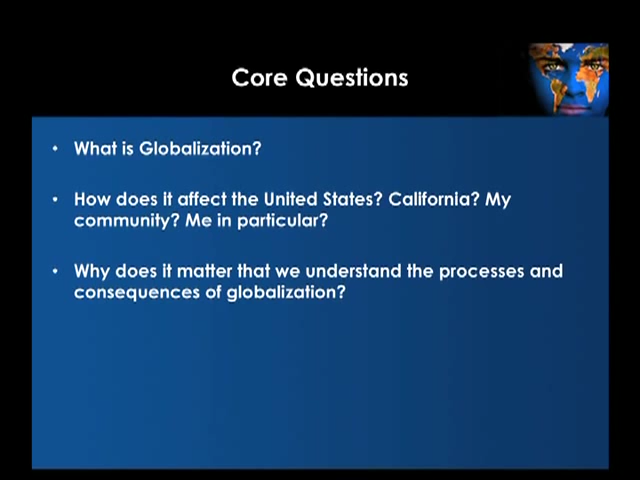 Core Questions
• What is Globalization?
• How does it affect the United States? California? My
community? Me in particular?
• Why does it matter that we understand the processes and
consequences of globalization?